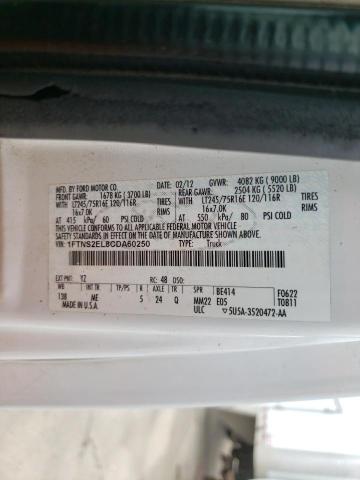 MFD. BY FORD MOTOR CO.
DATE: 02/12 GVWR: 4082 KG ( 9000 LB)
FRONT GAWR: 1678 KG ( 3700 LB) REAR GAWR: 2504 KG ( 5520 LB)
WITH LT245/75R16E 120/116R TIRES WITH LT245/75R16E 120/116R TIRES
16x7.0K RIMS 16x7.0K RIMS
AT 415 kPa/ 60 PSI COLD AT 550 kPa/ 80 PSI COLD
THIS VEHICLE CONFORMS TO ALL APPLICABLE FEDERAL MOTOR VEHICLE
SAFETY STANDARDS IN EFFECT ON THE DATE OF MANUFACTURE SHOWN ABOVE.
VIN: 1FTNS2EL8CDA60250 TYPE: Truck
EXT PNT: YZ RC: 48 DSO:
WB INT TR TP/PS R AXLE TR SPR BE414 F0622
138 ME 5 24 Q MM22 E05 T0811
MADE IN U.S.A. ULC 5U5A-3520472-AA